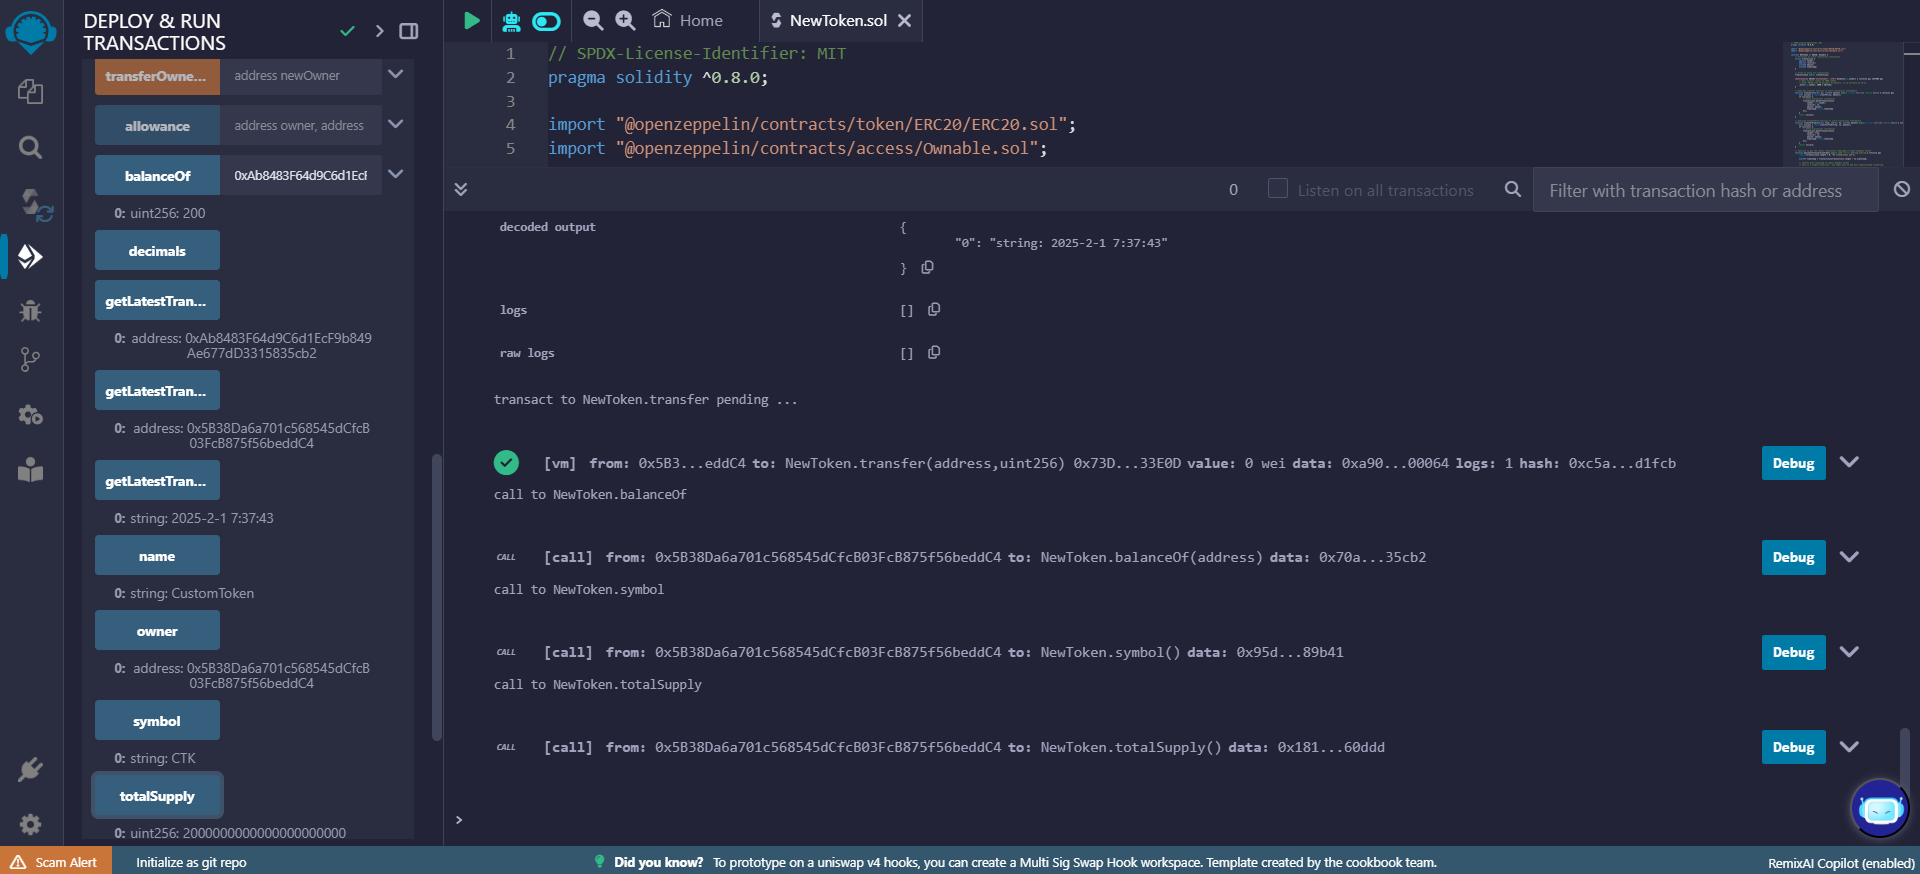 DEPLOY & RUN
TRANSACTIONS
transferOwne...
address newOwner
allowance
address owner, address
balanceOf
0xAb8483F64d9C6d1EcF
0: uint256: 200
decimals
getLatestTran...
0: address: 0xAb8483F64d9C6d1EcF9b849
Ae677dD3315835cb2
getLatestTran...
0: address: 0x5B38Da6a701c568545dCfcB
03FcB875f56beddC4
getLatestTran...
0: string: 2025-2-1 7:37:43
name
0: string: CustomToken
owner
0: address: 0x5B38Da6a701c568545dCfcB
03FcB875f56beddC4
symbol
0: string: CTK
totalSupply
0: uint256: 2000000000000000000000
Home
NewToken.sol
1 // SPDX-License-Identifier: MIT
2 pragma solidity ^0.8.0;
3
4 import "@openzeppelin/contracts/token/ERC20/ERC20.sol";
5 import "@openzeppelin/contracts/access/Ownable.sol";
0 Listen on all transactions Filter with transaction hash or address
decoded output {
"0": "string: 2025-2-1 7:37:43"
}
logs []
raw logs []
transact to NewToken.transfer pending ...
[vm] from: 0x5B3...eddC4 to: NewToken.transfer(address,uint256) 0x73D...33E0D value: 0 wei data: 0xa90...00064 logs: 1 hash: 0xc5a...d1fcb Debug
call to NewToken.balanceOf
CALL [call] from: 0x5B38Da6a701c568545dCfcB03FcB875f56beddC4 to: NewToken.balanceOf(address) data: 0x70a...35cb2 Debug
call to NewToken.symbol
CALL [call] from: 0x5B38Da6a701c568545dCfcB03FcB875f56beddC4 to: NewToken.symbol() data: 0x95d...89b41 Debug
call to NewToken.totalSupply
CALL [call] from: 0x5B38Da6a701c568545dCfcB03FcB875f56beddC4 to: NewToken.totalSupply() data: 0x181...60ddd Debug
>
Scam Alert Initialize as git repo Did you know? To prototype on a uniswap v4 hooks, you can create a Multi Sig Swap Hook workspace. Template created by the cookbook team. RemixAI Copilot (enabled)